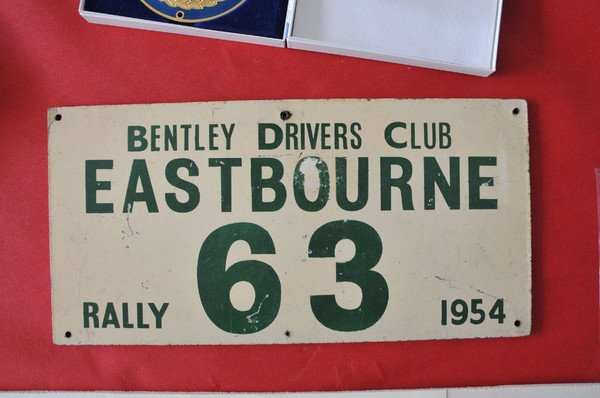 BENTLEY DRIVERS CLUB
EASTBOURNE
63
RALLY 1954